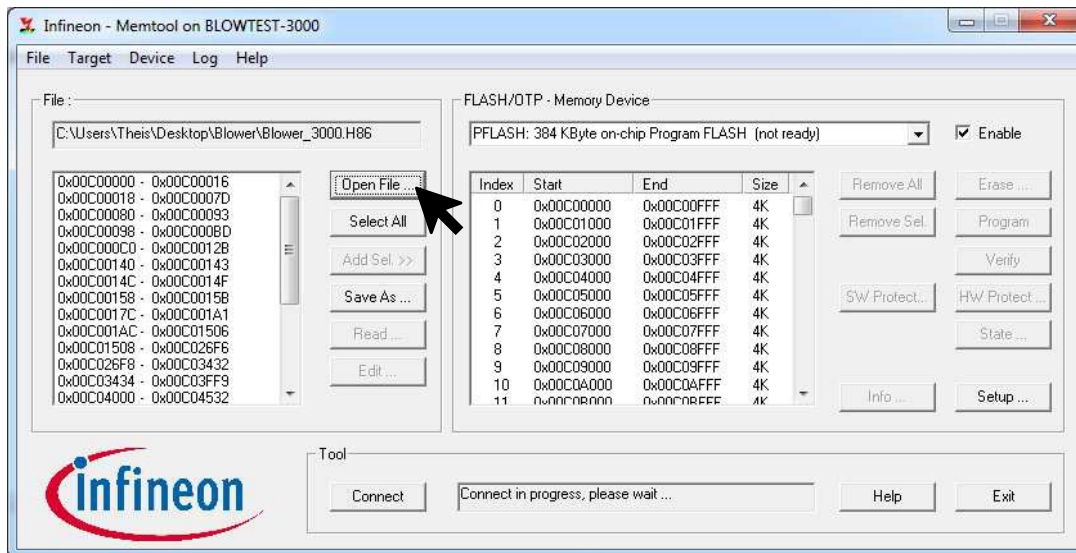 Infineon - Memtool on BLOWTEST-3000
File Target Device Log Help
File :
C:\Users\Theis\Desktop\Blower\Blower_3000.H86
0x00C00000 - 0x00C00016
0x00C00018 - 0x00C0007D
0x00C00080 - 0x00C00093
0x00C00098 - 0x00C000BD
0x00C000C0 - 0x00C0012B
0x00C00140 - 0x00C00143
0x00C0014C - 0x00C0014F
0x00C00158 - 0x00C0015B
0x00C0017C - 0x00C001A1
0x00C001AC - 0x00C01506
0x00C01508 - 0x00C026F6
0x00C026F8 - 0x00C03432
0x00C03434 - 0x00C03FF9
0x00C04000 - 0x00C04532
Open File ...
Select All
Add Sel. >>
Save As ...
Read ...
Edit ...
FLASH/OTP - Memory Device
PFLASH: 384 KByte on-chip Program FLASH (not ready)
Enable
Index Start End Size
0 0x00C00000 0x00C00FFF 4K
1 0x00C01000 0x00C01FFF 4K
2 0x00C02000 0x00C02FFF 4K
3 0x00C03000 0x00C03FFF 4K
4 0x00C04000 0x00C04FFF 4K
5 0x00C05000 0x00C05FFF 4K
6 0x00C06000 0x00C06FFF 4K
7 0x00C07000 0x00C07FFF 4K
8 0x00C08000 0x00C08FFF 4K
9 0x00C09000 0x00C09FFF 4K
10 0x00C0A000 0x00C0AFFF 4K
11 0x00C0B000 0x00C0BFFF 4K
Remove All
Erase ...
Remove Sel.
Program
Verify
SW Protect...
HW Protect ...
State ...
Info ...
Setup ...
infineon
Tool
Connect
Connect in progress, please wait ...
Help
Exit